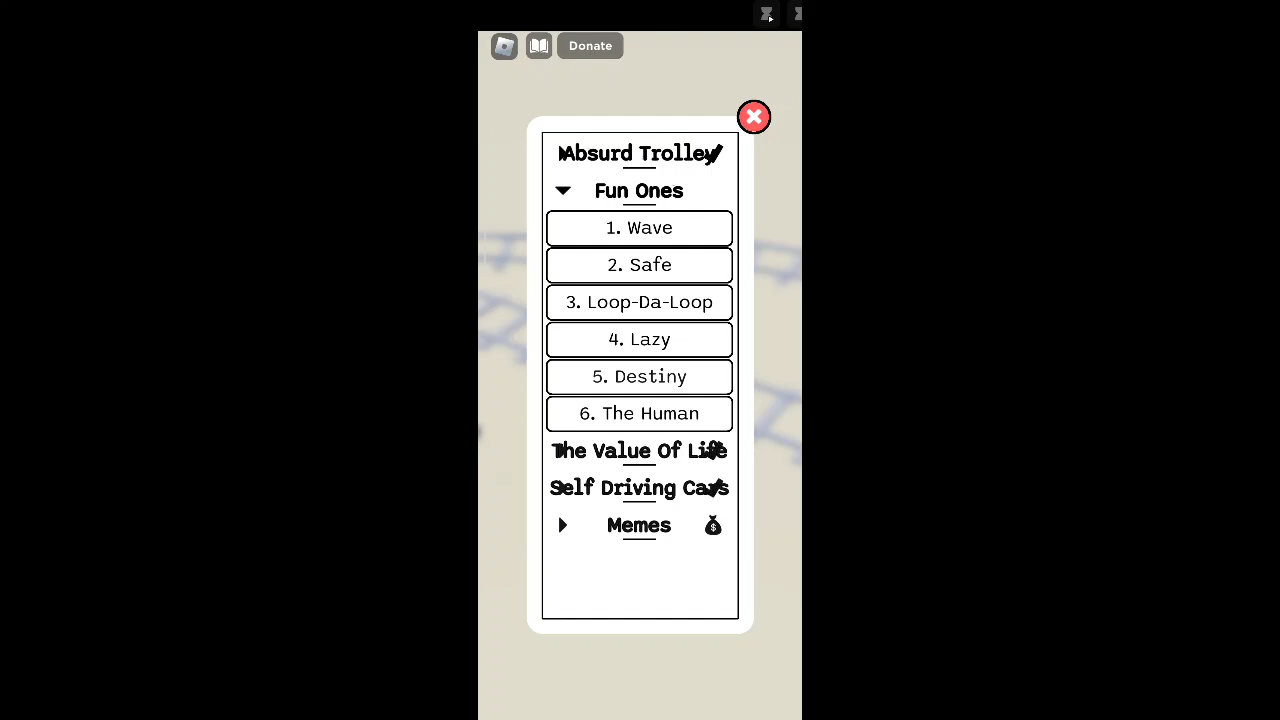 Donate
Absurd Trolley
Fun Ones
1. Wave
2. Safe
3. Loop-Da-Loop
4. Lazy
5. Destiny
6. The Human
The Value Of Life
Self Driving Cars
Memes